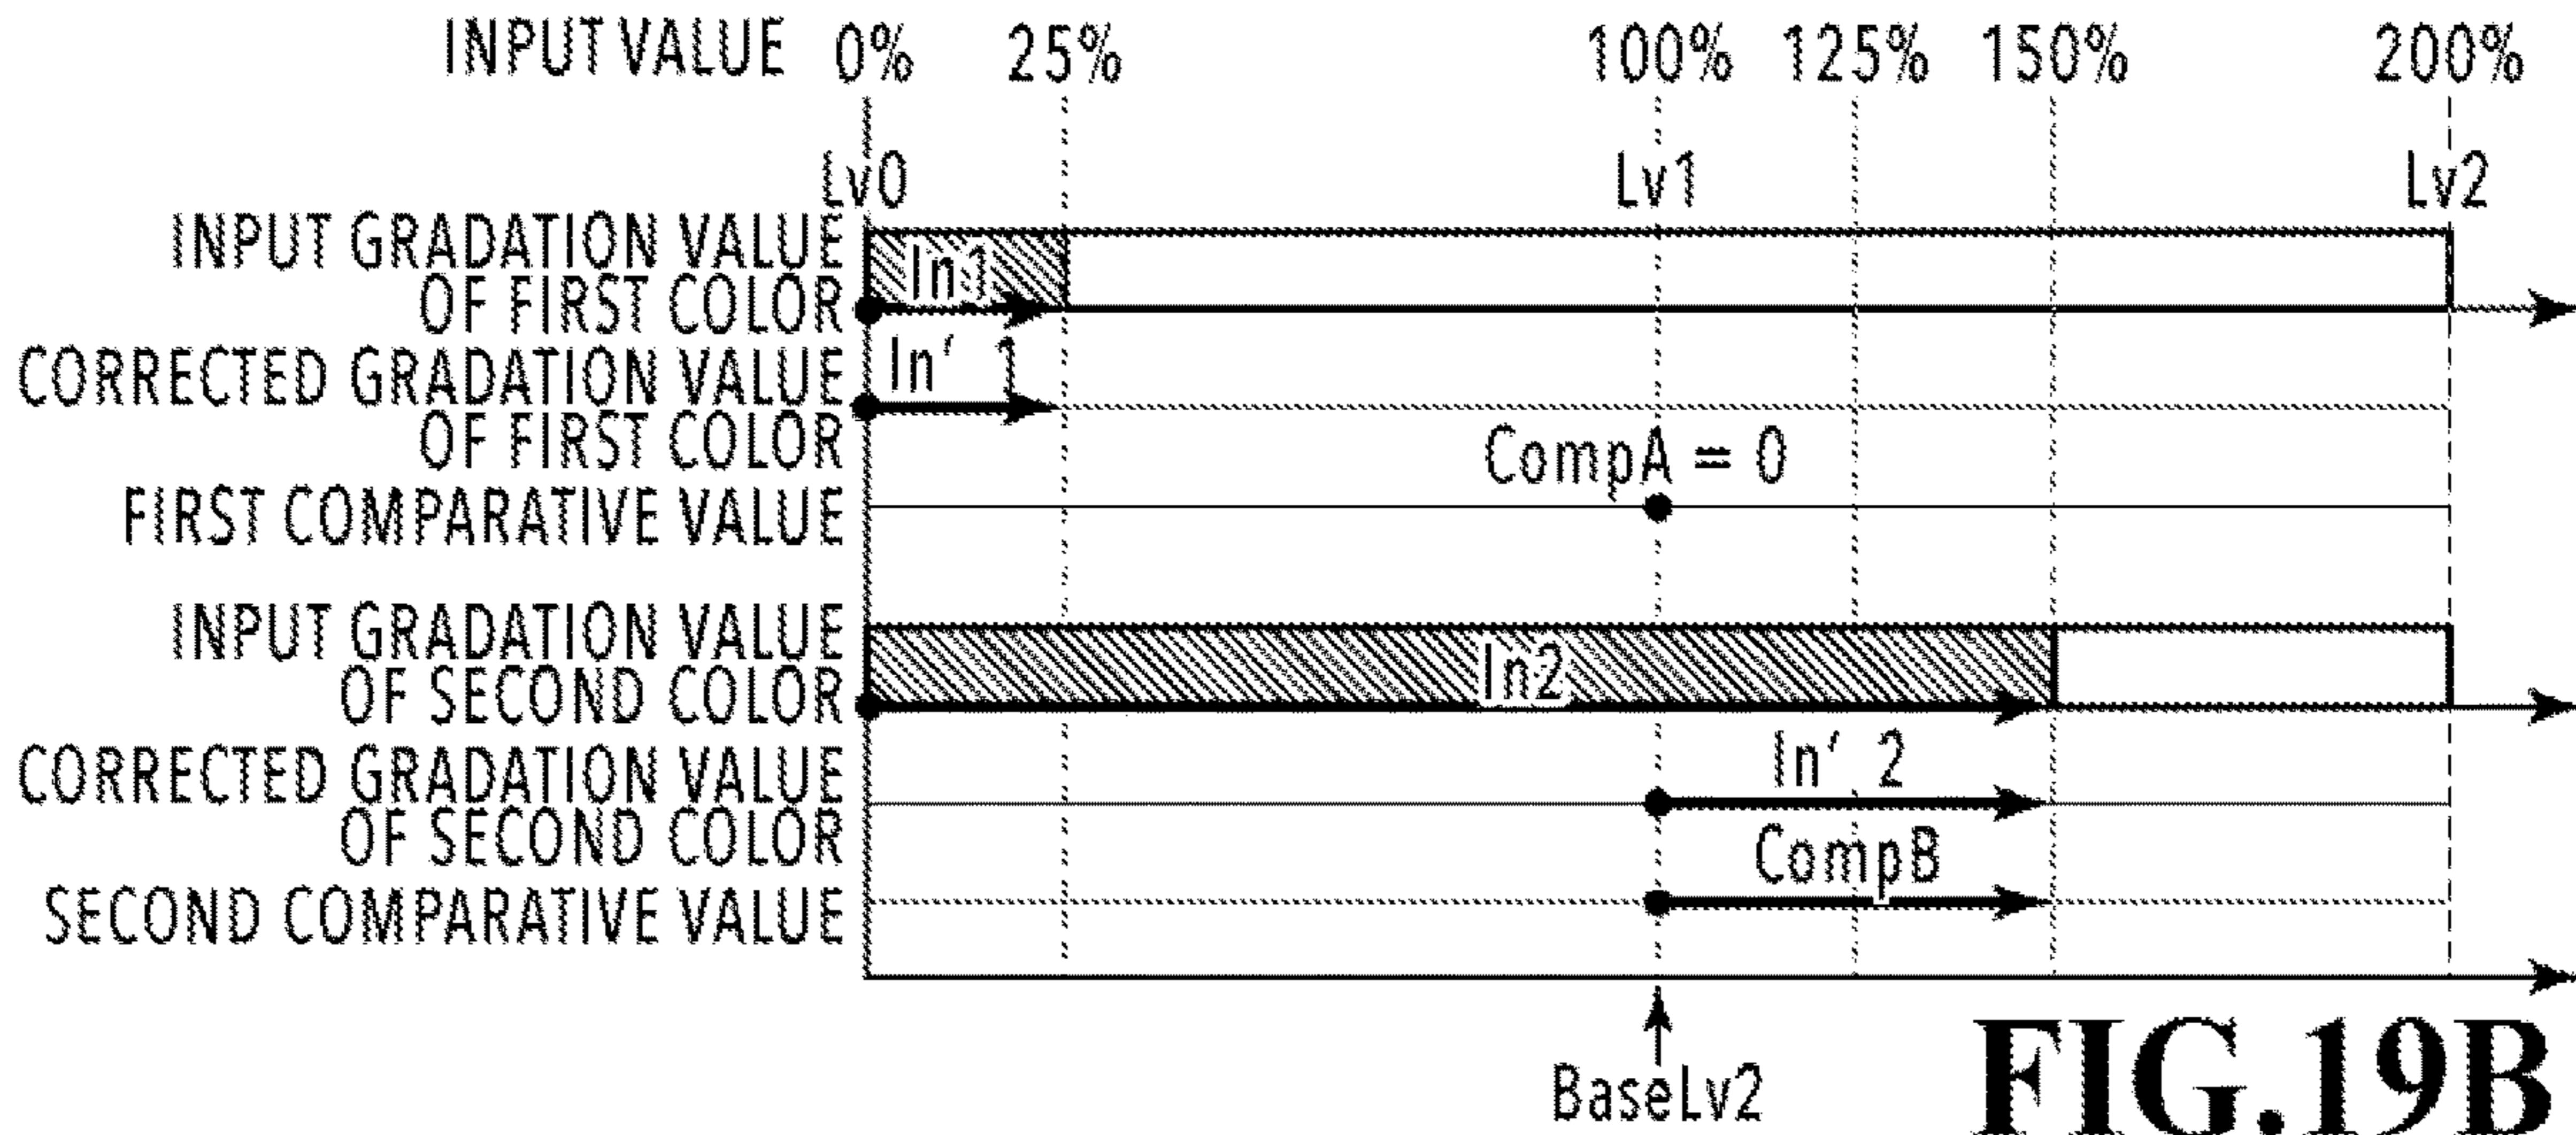 INPUT VALUE 0% 25% 100% 125% 150% 200%
Lv0 Lv1 Lv2
INPUT GRADATION VALUE
OF FIRST COLOR
In1
CORRECTED GRADATION VALUE
OF FIRST COLOR
In' 1
FIRST COMPARATIVE VALUE
CompA = 0
INPUT GRADATION VALUE
OF SECOND COLOR
In2
CORRECTED GRADATION VALUE
OF SECOND COLOR
In' 2
SECOND COMPARATIVE VALUE
CompB
BaseLv2
FIG.19B